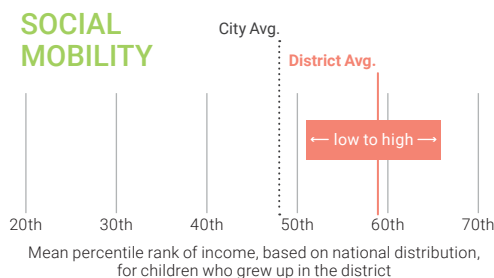 SOCIAL
MOBILITY
City Avg.
District Avg.
← low to high →
20th 30th 40th 50th 60th 70th
Mean percentile rank of income, based on national distribution,
for children who grew up in the district